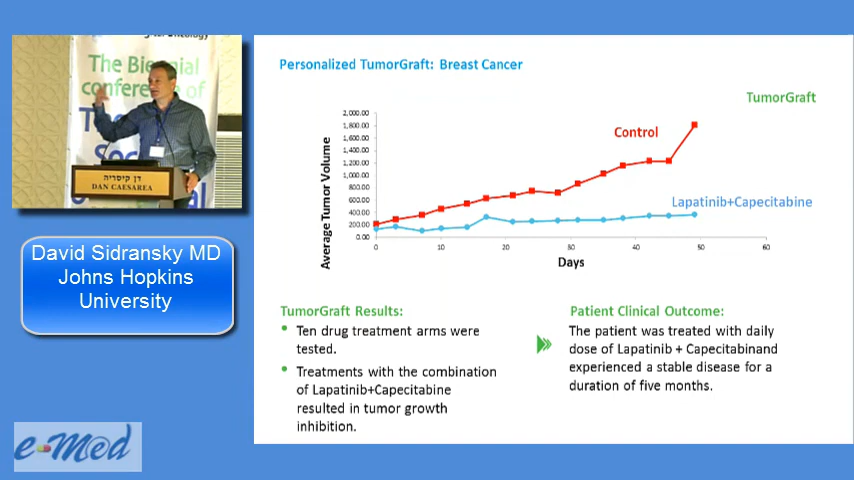 The Biennial
conference of
דן קיסריה
DAN CAESAREA
David Sidransky MD
Johns Hopkins
University
e-Med
Personalized TumorGraft: Breast Cancer
TumorGraft
Control
Lapatinib+Capecitabine
Average Tumor Volume
2,000.00
1,800.00
1,600.00
1,400.00
1,200.00
1,000.00
800.00
600.00
400.00
200.00
0.00
0 10 20 30 40 50 60
Days
TumorGraft Results:
• Ten drug treatment arms were
tested.
• Treatments with the combination
of Lapatinib+Capecitabine
resulted in tumor growth
inhibition.
Patient Clinical Outcome:
The patient was treated with daily
dose of Lapatinib + Capecitabinand
experienced a stable disease for a
duration of five months.